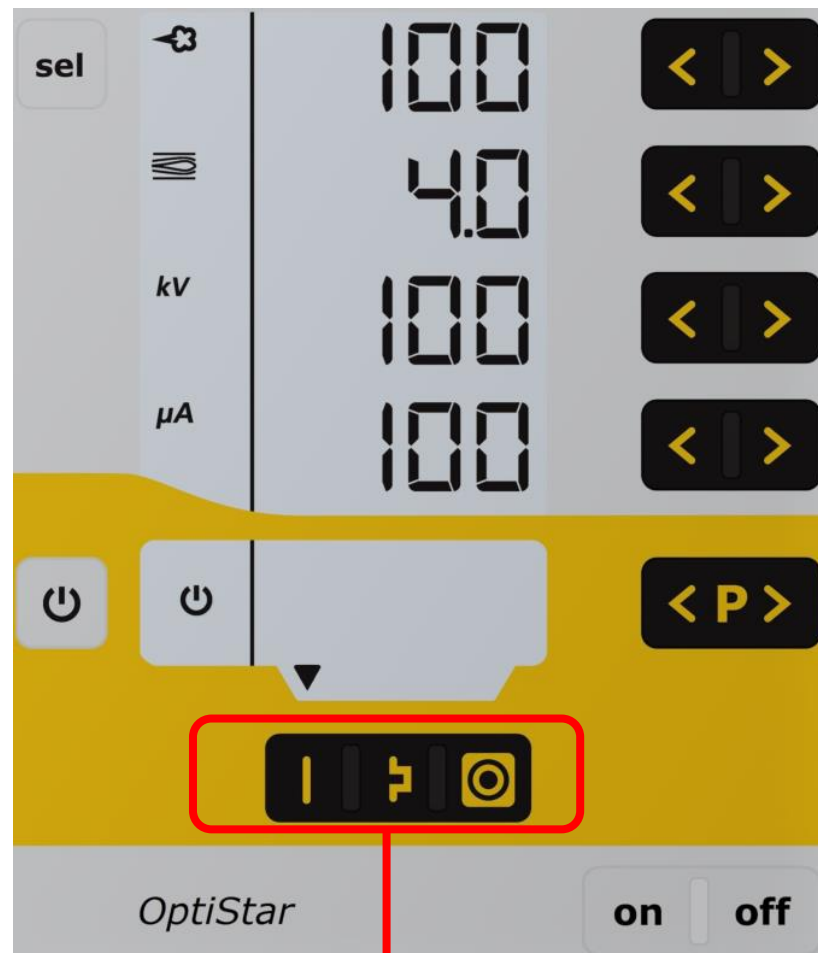 sel 100 < >
4.0 < >
kV 100 < >
µA 100 < >
< P >
OptiStar on off